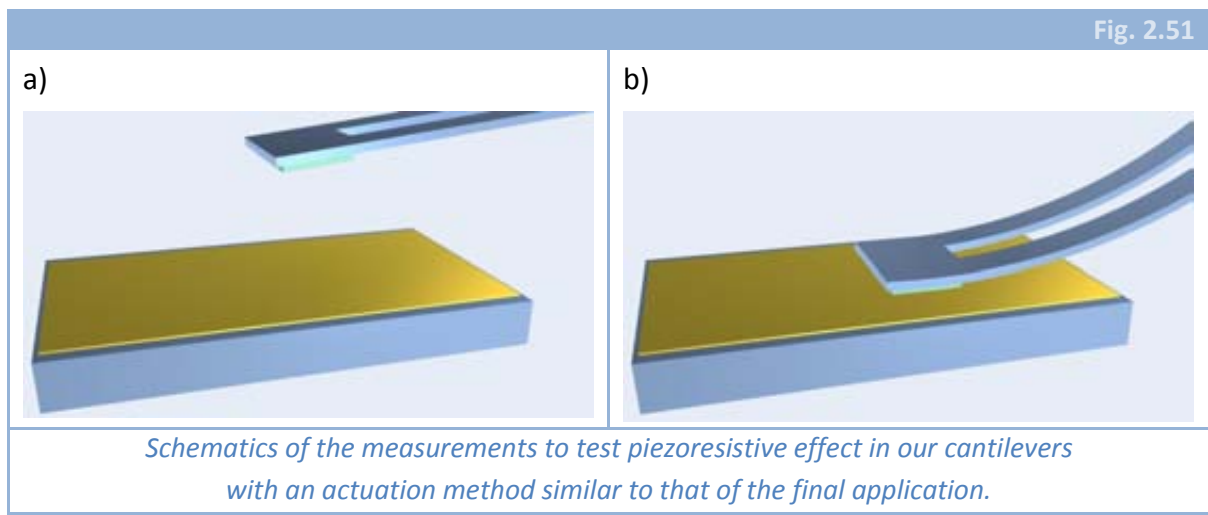 Fig. 2.51
a)
b)
Schematics of the measurements to test piezoresistive effect in our cantilevers
with an actuation method similar to that of the final application.